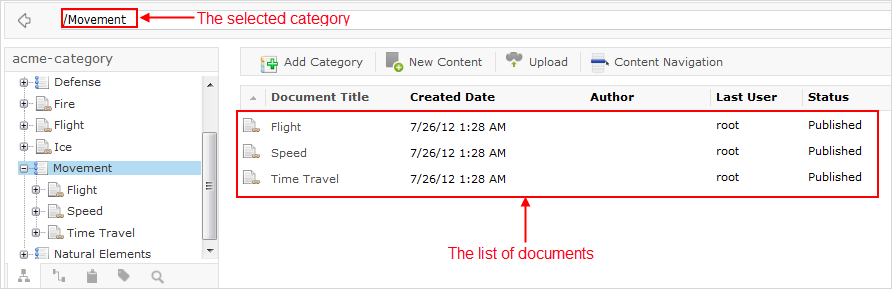 /Movement The selected category
acme-category
Defense
Fire
Flight
Ice
Movement
Flight
Speed
Time Travel
Natural Elements
Add Category New Content Upload Content Navigation
Document Title Created Date Author Last User Status
Flight 7/26/12 1:28 AM root Published
Speed 7/26/12 1:28 AM root Published
Time Travel 7/26/12 1:28 AM root Published
The list of documents